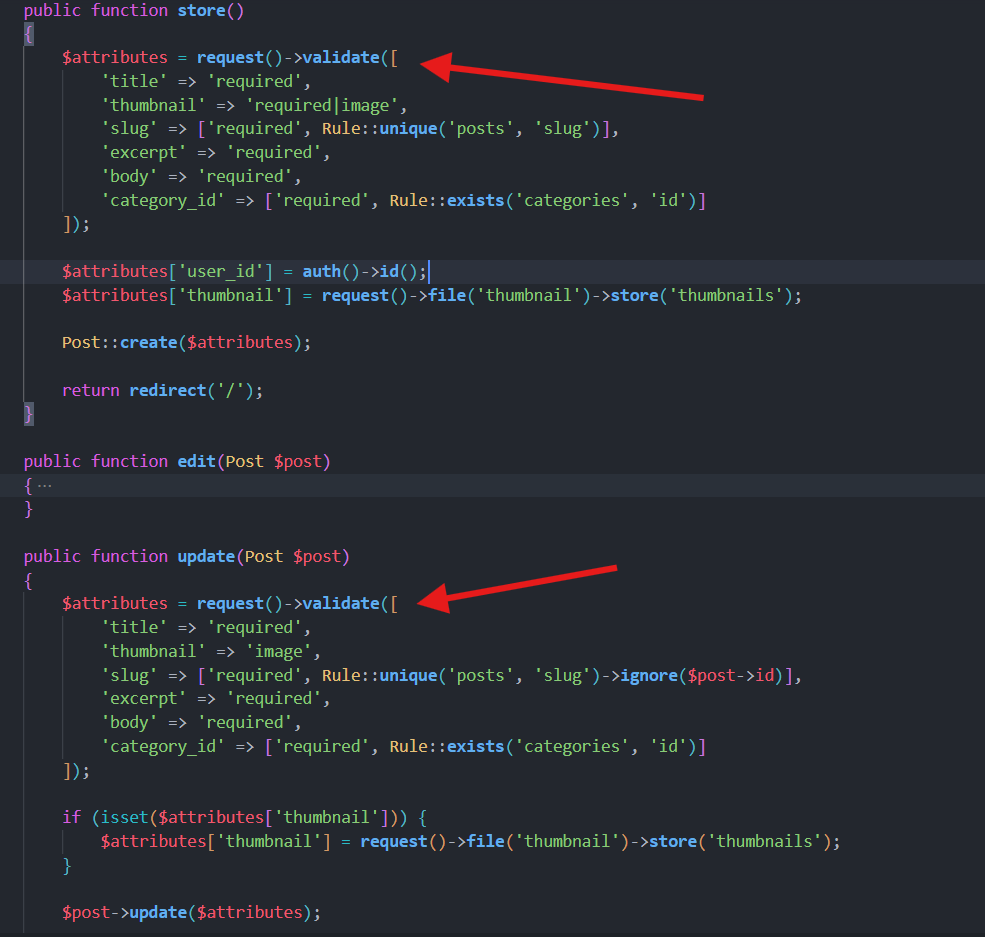 public function store()
{
$attributes = request()->validate([
'title' => 'required',
'thumbnail' => 'required|image',
'slug' => ['required', Rule::unique('posts', 'slug')],
'excerpt' => 'required',
'body' => 'required',
'category_id' => ['required', Rule::exists('categories', 'id')]
]);
$attributes['user_id'] = auth()->id();
$attributes['thumbnail'] = request()->file('thumbnail')->store('thumbnails');
Post::create($attributes);
return redirect('/');
}
public function edit(Post $post)
{ ...
}
public function update(Post $post)
{
$attributes = request()->validate([
'title' => 'required',
'thumbnail' => 'image',
'slug' => ['required', Rule::unique('posts', 'slug')->ignore($post->id)],
'excerpt' => 'required',
'body' => 'required',
'category_id' => ['required', Rule::exists('categories', 'id')]
]);
if (isset($attributes['thumbnail'])) {
$attributes['thumbnail'] = request()->file('thumbnail')->store('thumbnails');
}
$post->update($attributes);